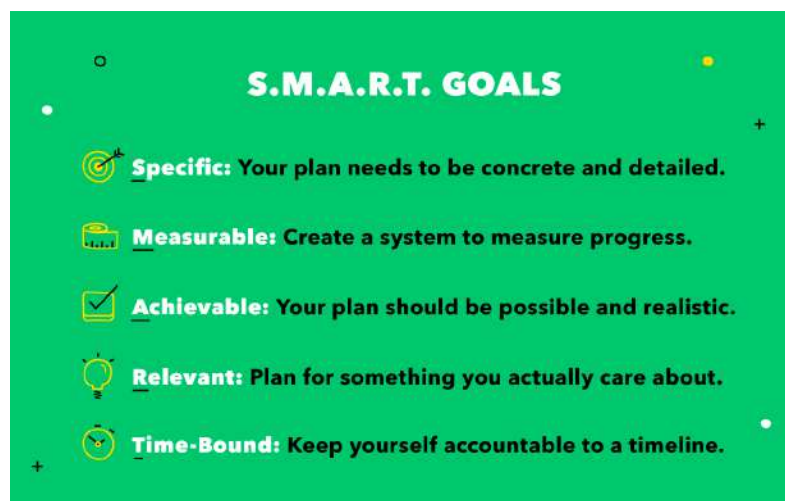 S.M.A.R.T. GOALS
Specific: Your plan needs to be concrete and detailed.
Measurable: Create a system to measure progress.
Achievable: Your plan should be possible and realistic.
Relevant: Plan for something you actually care about.
Time-Bound: Keep yourself accountable to a timeline.